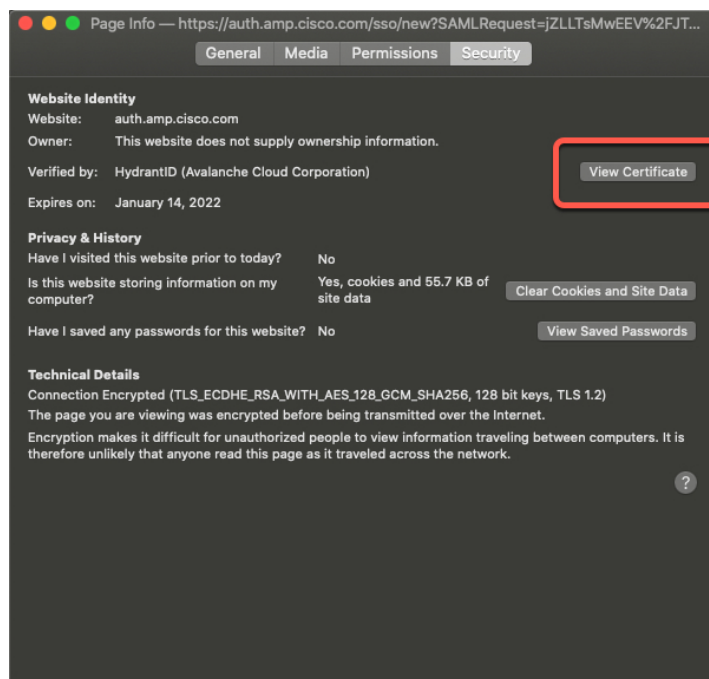 Page Info — https://auth.amp.cisco.com/sso/new?SAMLRequest=jZLLTsMwEEV%2FJT...
General Media Permissions Security
Website Identity
Website: auth.amp.cisco.com
Owner: This website does not supply ownership information.
Verified by: HydrantID (Avalanche Cloud Corporation) View Certificate
Expires on: January 14, 2022
Privacy & History
Have I visited this website prior to today? No
Is this website storing information on my Yes, cookies and 55.7 KB of Clear Cookies and Site Data
computer? site data
Have I saved any passwords for this website? No View Saved Passwords
Technical Details
Connection Encrypted (TLS_ECDHE_RSA_WITH_AES_128_GCM_SHA256, 128 bit keys, TLS 1.2)
The page you are viewing was encrypted before being transmitted over the Internet.
Encryption makes it difficult for unauthorized people to view information traveling between computers. It is
therefore unlikely that anyone read this page as it traveled across the network.
?